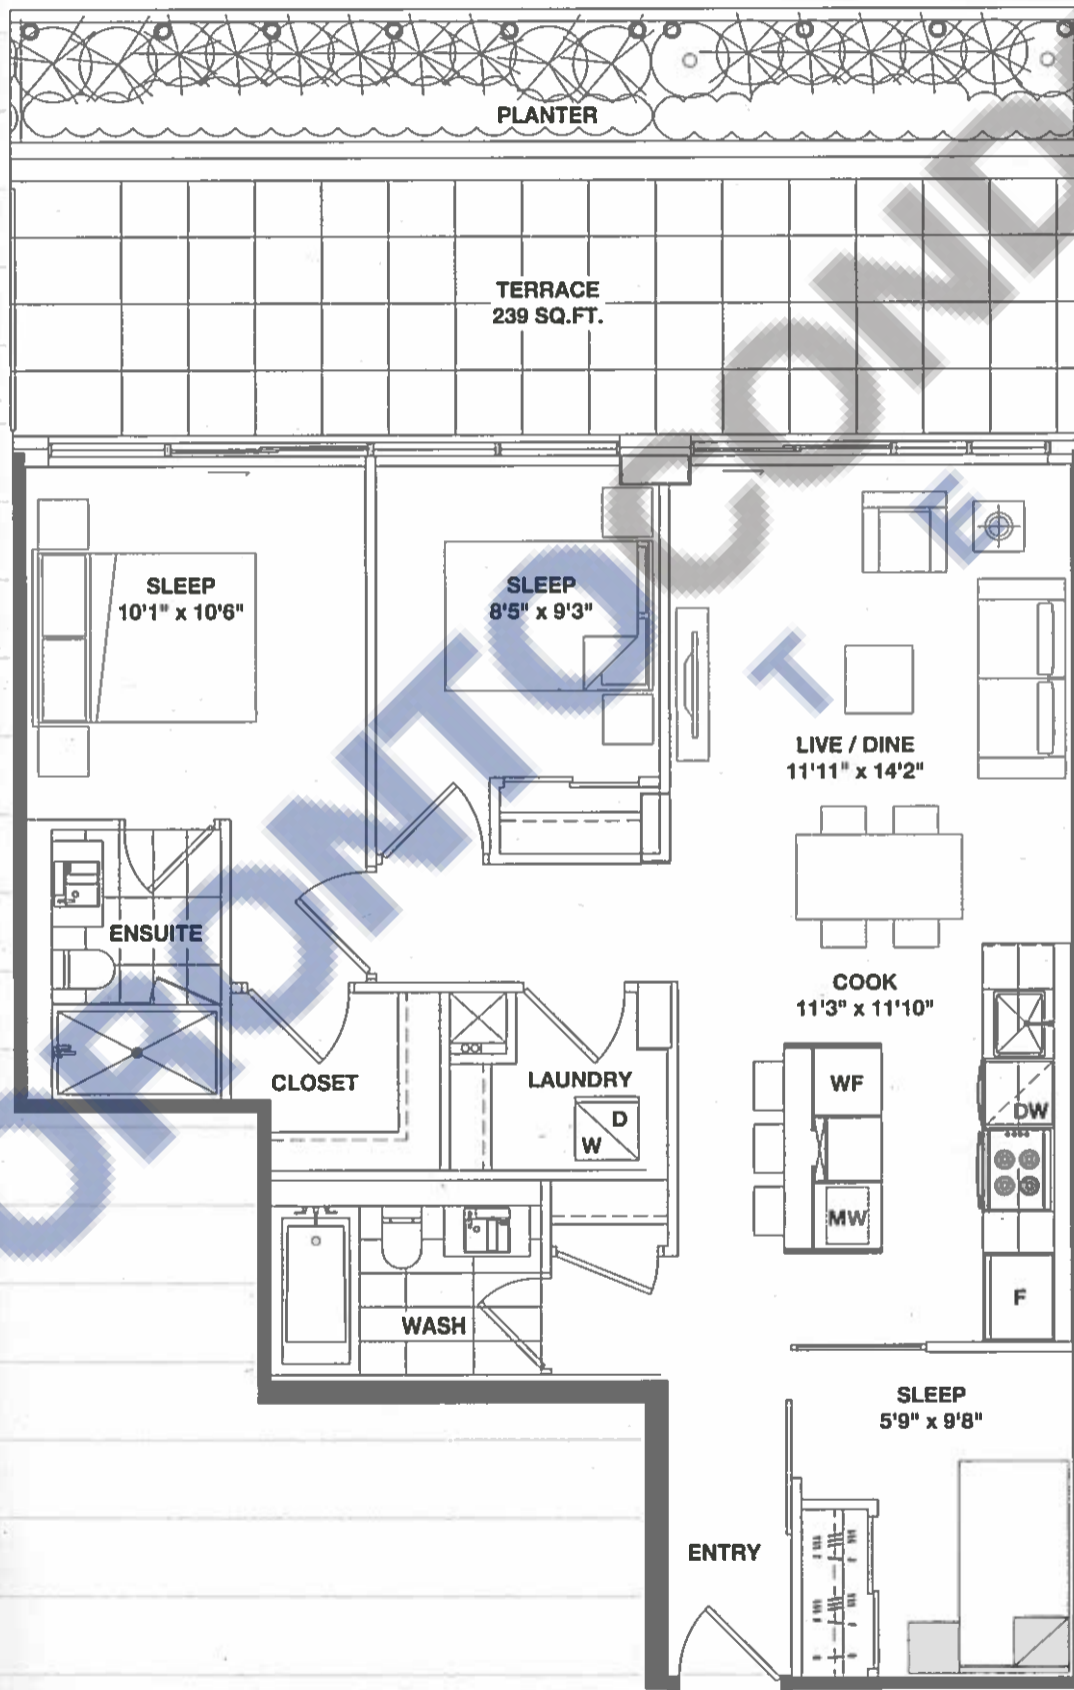 PLANTER
TERRACE
239 SQ.FT.
SLEEP
10'1" x 10'6"
SLEEP
8'5" x 9'3"
LIVE / DINE
11'11" x 14'2"
ENSUITE
COOK
11'3" x 11'10"
CLOSET
LAUNDRY
D
W
WF
DW
MW
F
WASH
SLEEP
5'9" x 9'8"
ENTRY
ORONTO COND
T E